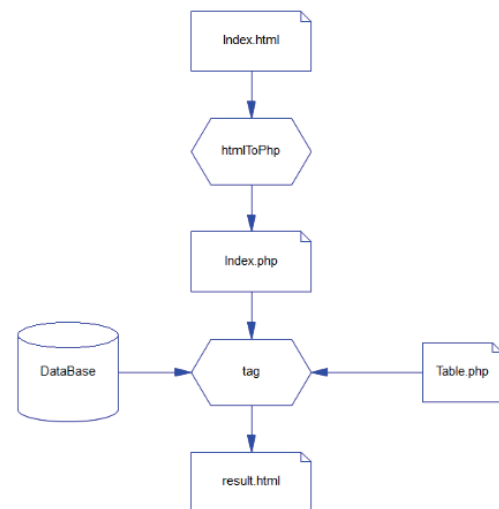 Index.html
htmlToPhp
Index.php
DataBase
tag
Table.php
result.html